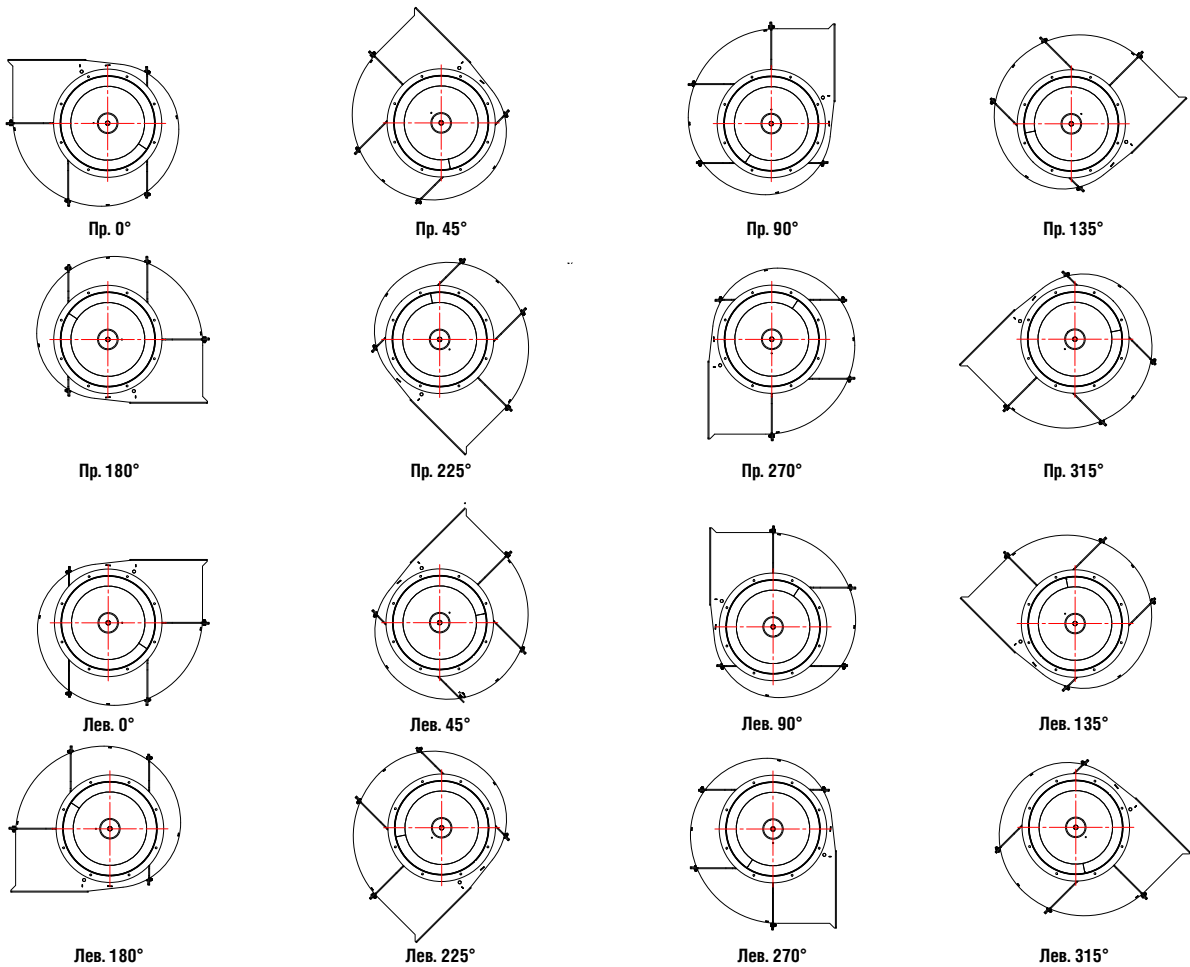 Пр. 0° Пр. 45° Пр. 90° Пр. 135°
Пр. 180° Пр. 225° Пр. 270° Пр. 315°
Лев. 0° Лев. 45° Лев. 90° Лев. 135°
Лев. 180° Лев. 225° Лев. 270° Лев. 315°